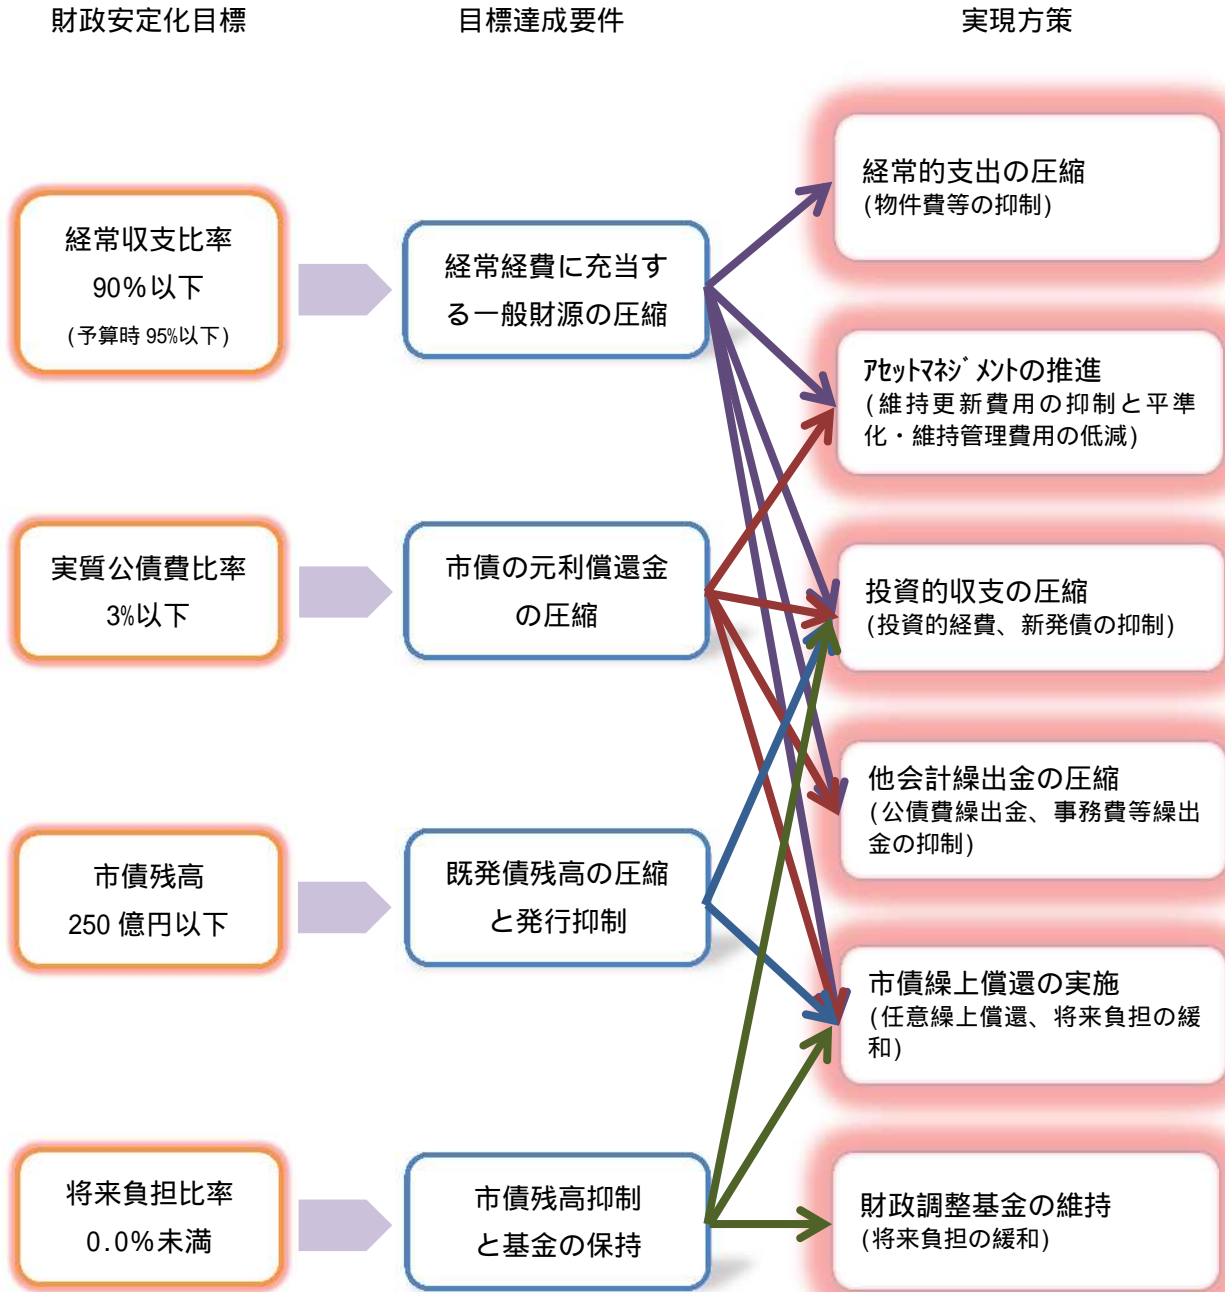 財政安定化目標
目標達成要件
実現方策
経常収支比率
90%以下
(予算時 95%以下)
経常経費に充当す
る一般財源の圧縮
経常的支出の圧縮
(物件費等の抑制)
ｱｾｯﾄﾏﾈｼﾞﾒﾝﾄの推進
(維持更新費用の抑制と平準
化・維持管理費用の低減)
実質公債費比率
3%以下
市債の元利償還金
の圧縮
投資的収支の圧縮
(投資的経費、新発債の抑制)
他会計繰出金の圧縮
(公債費繰出金、事務費等繰出
金の抑制)
市債残高
250 億円以下
既発債残高の圧縮
と発行抑制
市債繰上償還の実施
(任意繰上償還、将来負担の緩
和)
将来負担比率
0.0%未満
市債残高抑制
と基金の保持
財政調整基金の維持
(将来負担の緩和)